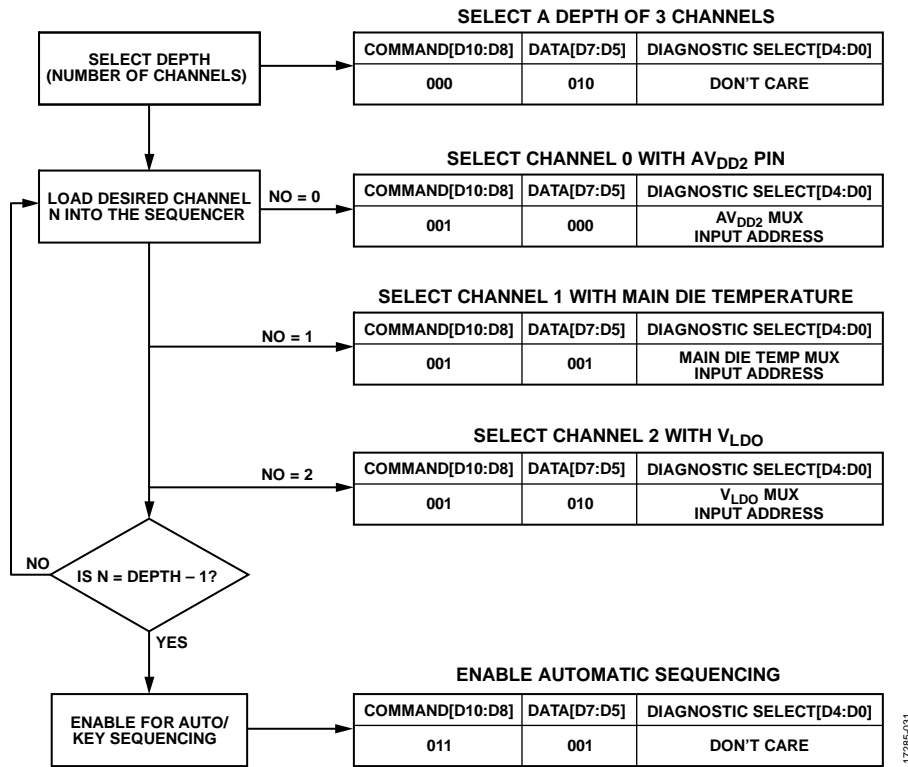 SELECT A DEPTH OF 3 CHANNELS
SELECT DEPTH
(NUMBER OF CHANNELS)
COMMAND[D10:D8] DATA[D7:D5] DIAGNOSTIC SELECT[D4:D0]
000 010 DON'T CARE
SELECT CHANNEL 0 WITH AVDD2 PIN
LOAD DESIRED CHANNEL
N INTO THE SEQUENCER
NO = 0
COMMAND[D10:D8] DATA[D7:D5] DIAGNOSTIC SELECT[D4:D0]
001 000 AVDD2 MUX
INPUT ADDRESS
SELECT CHANNEL 1 WITH MAIN DIE TEMPERATURE
NO = 1
COMMAND[D10:D8] DATA[D7:D5] DIAGNOSTIC SELECT[D4:D0]
001 001 MAIN DIE TEMP MUX
INPUT ADDRESS
SELECT CHANNEL 2 WITH VLDO
NO = 2
COMMAND[D10:D8] DATA[D7:D5] DIAGNOSTIC SELECT[D4:D0]
001 010 VLDO MUX
INPUT ADDRESS
NO
IS N = DEPTH – 1?
YES
ENABLE AUTOMATIC SEQUENCING
ENABLE FOR AUTO/
KEY SEQUENCING
COMMAND[D10:D8] DATA[D7:D5] DIAGNOSTIC SELECT[D4:D0]
011 001 DON'T CARE
17285-031